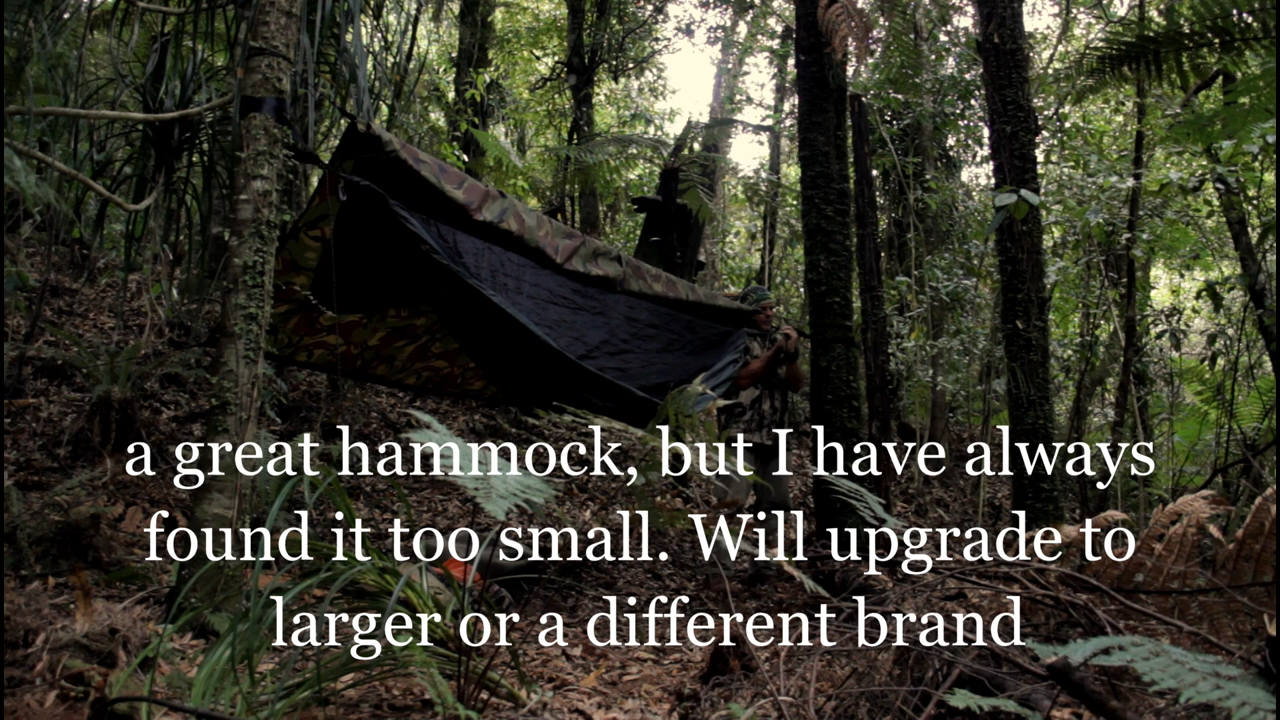 a great hammock, but I have always
found it too small. Will upgrade to
larger or a different brand